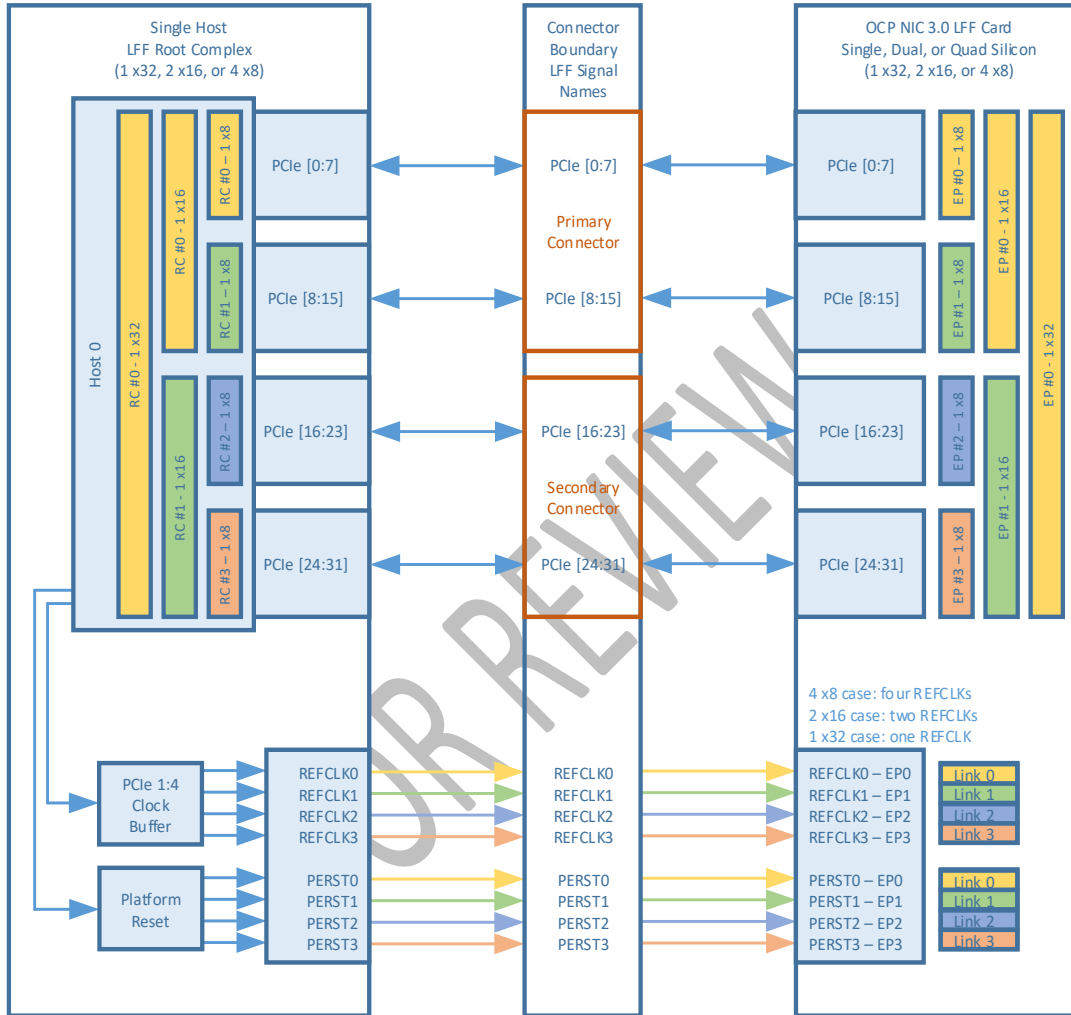 Single Host
LFF Root Complex
(1 x32, 2 x16, or 4 x8)
Connector
Boundary
LFF Signal
Names
OCP NIC 3.0 LFF Card
Single, Dual, or Quad Silicon
(1 x32, 2 x16, or 4 x8)
Host 0
RC #0 - 1 x32
RC #0 - 1 x16
RC #1 - 1 x16
RC #0 – 1 x8
RC #1 – 1 x8
RC #2 – 1 x8
RC #3 – 1 x8
PCIe [0:7]
PCIe [8:15]
PCIe [16:23]
PCIe [24:31]
PCIe [0:7]
Primary
Connector
PCIe [8:15]
PCIe [16:23]
Secondary
Connector
PCIe [24:31]
PCIe [0:7]
PCIe [8:15]
PCIe [16:23]
PCIe [24:31]
EP #0 – 1 x8
EP #1 – 1 x8
EP #2 – 1 x8
EP #3 – 1 x8
EP #0 - 1 x16
EP #1 - 1 x16
EP #0 - 1 x32
4 x8 case: four REFCLKs
2 x16 case: two REFCLKs
1 x32 case: one REFCLK
PCIe 1:4
Clock
Buffer
REFCLK0
REFCLK1
REFCLK2
REFCLK3
REFCLK0
REFCLK1
REFCLK2
REFCLK3
REFCLK0 – EP0
REFCLK1 – EP1
REFCLK2 – EP2
REFCLK3 – EP3
Link 0
Link 1
Link 2
Link 3
Platform
Reset
PERST0
PERST1
PERST2
PERST3
PERST0
PERST1
PERST2
PERST3
PERST0 – EP0
PERST1 – EP1
PERST2 – EP2
PERST3 – EP3
Link 0
Link 1
Link 2
Link 3
OR REVIEW